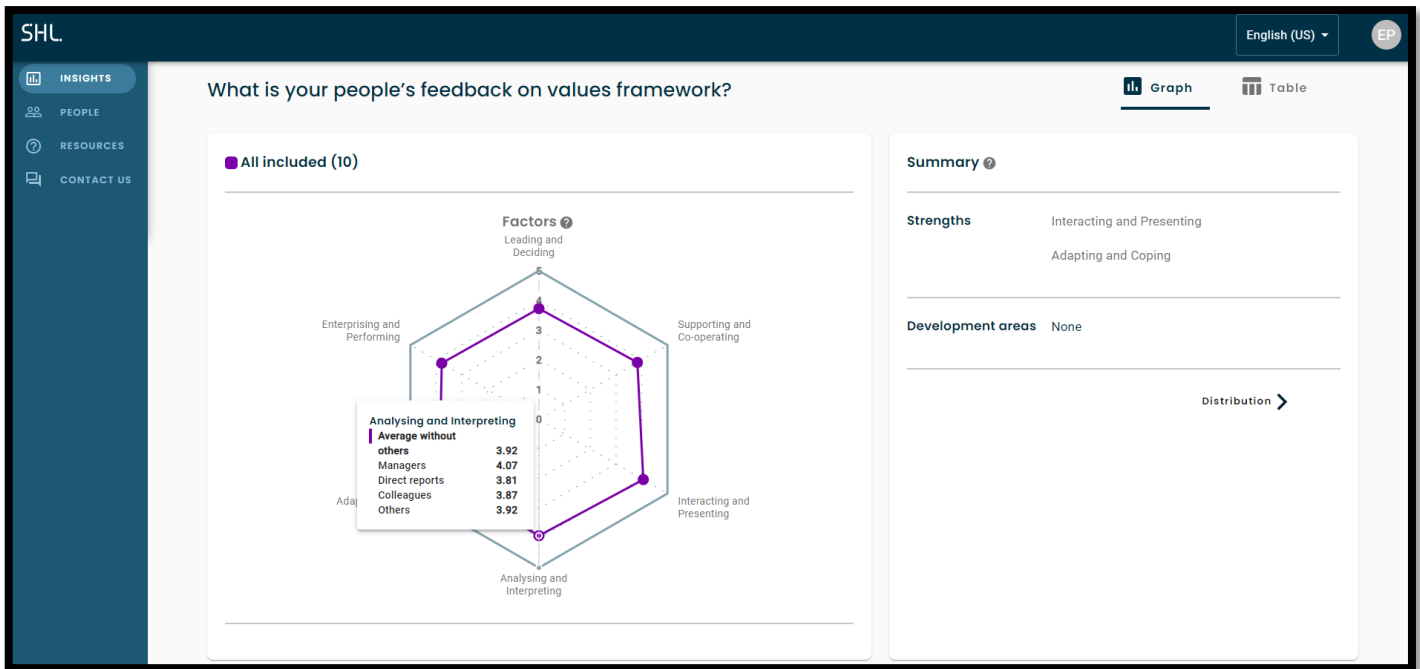 SHL.
English (US)
EP
INSIGHTS
PEOPLE
RESOURCES
CONTACT US
What is your people's feedback on values framework?
Graph
Table
All included (10)
Factors ?
Leading and
Deciding
5
4
3
2
1
0
Enterprising and
Performing
Supporting and
Co-operating
Analysing and Interpreting
Average without
others 3.92
Managers 4.07
Direct reports 3.81
Colleagues 3.87
Others 3.92
Interacting and
Presenting
Analysing and
Interpreting
Summary ?
Strengths Interacting and Presenting
Adapting and Coping
Development areas None
Distribution